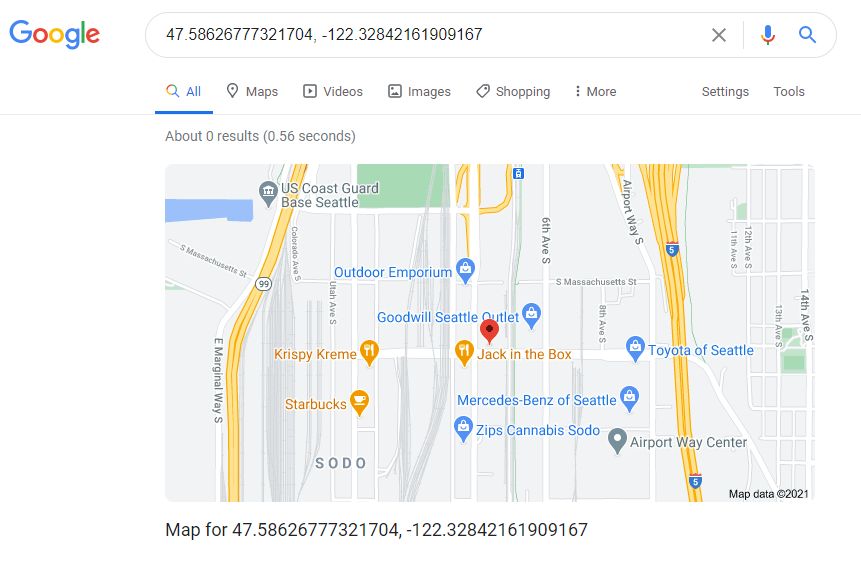 Google
47.58626777321704, -122.32842161909167
All
Maps
Videos
Images
Shopping
More
Settings
Tools
About 0 results (0.56 seconds)
US Coast Guard
Base Seattle
S Massachusetts St
Colorado Ave S
Utah Ave S
99
E Marginal Way S
Outdoor Emporium
Goodwill Seattle Outlet
Krispy Kreme
Jack in the Box
Starbucks
SODO
6th Ave S
Airport Way S
5
S Massachusetts St
8th Ave S
11th Ave S
12th Ave S
13th Ave S
14th Ave S
Toyota of Seattle
Mercedes-Benz of Seattle
Zips Cannabis Sodo
Airport Way Center
5
Map data ©2021
Map for 47.58626777321704, -122.32842161909167